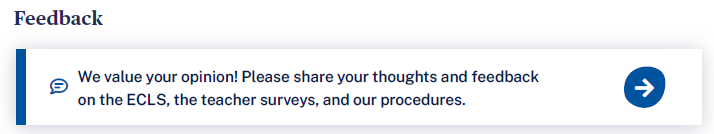 Feedback
We value your opinion! Please share your thoughts and feedback
on the ECLS, the teacher surveys, and our procedures.